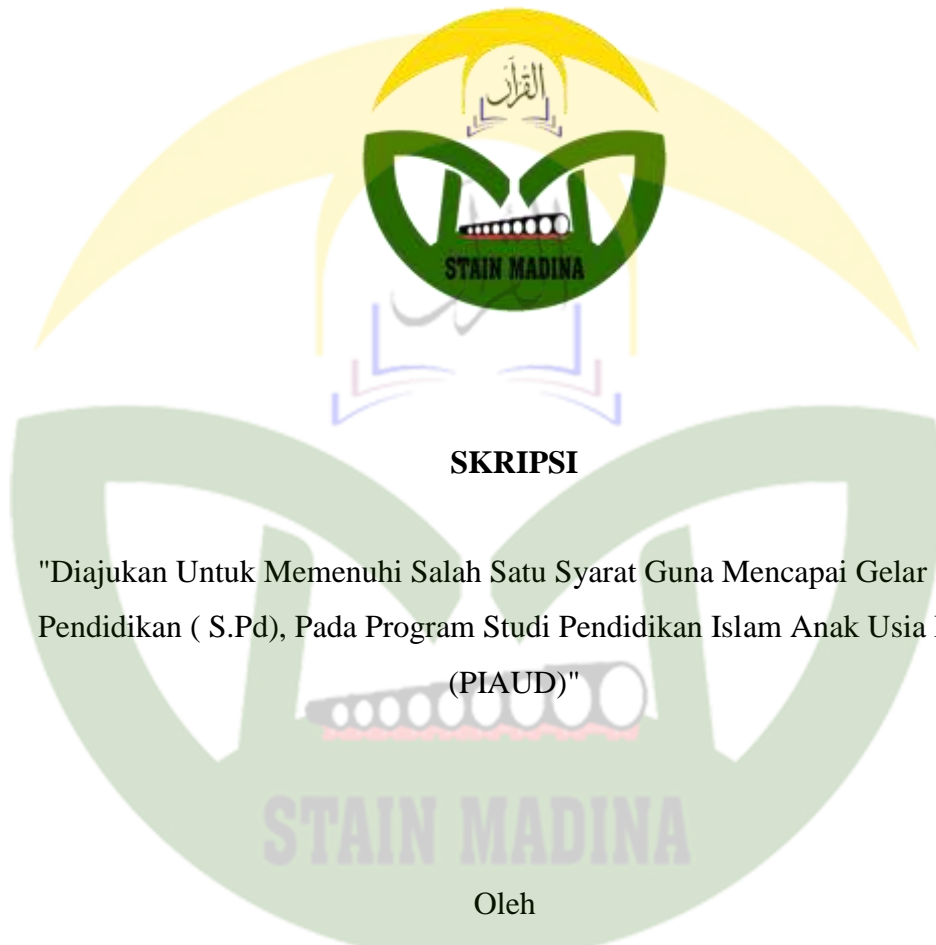 القرآن
STAIN MADINA
SKRIPSI
"Diajukan Untuk Memenuhi Salah Satu Syarat Guna Mencapai Gelar
Pendidikan ( S.Pd), Pada Program Studi Pendidikan Islam Anak Usia
(PIAUD)"
STAIN MADINA
Oleh